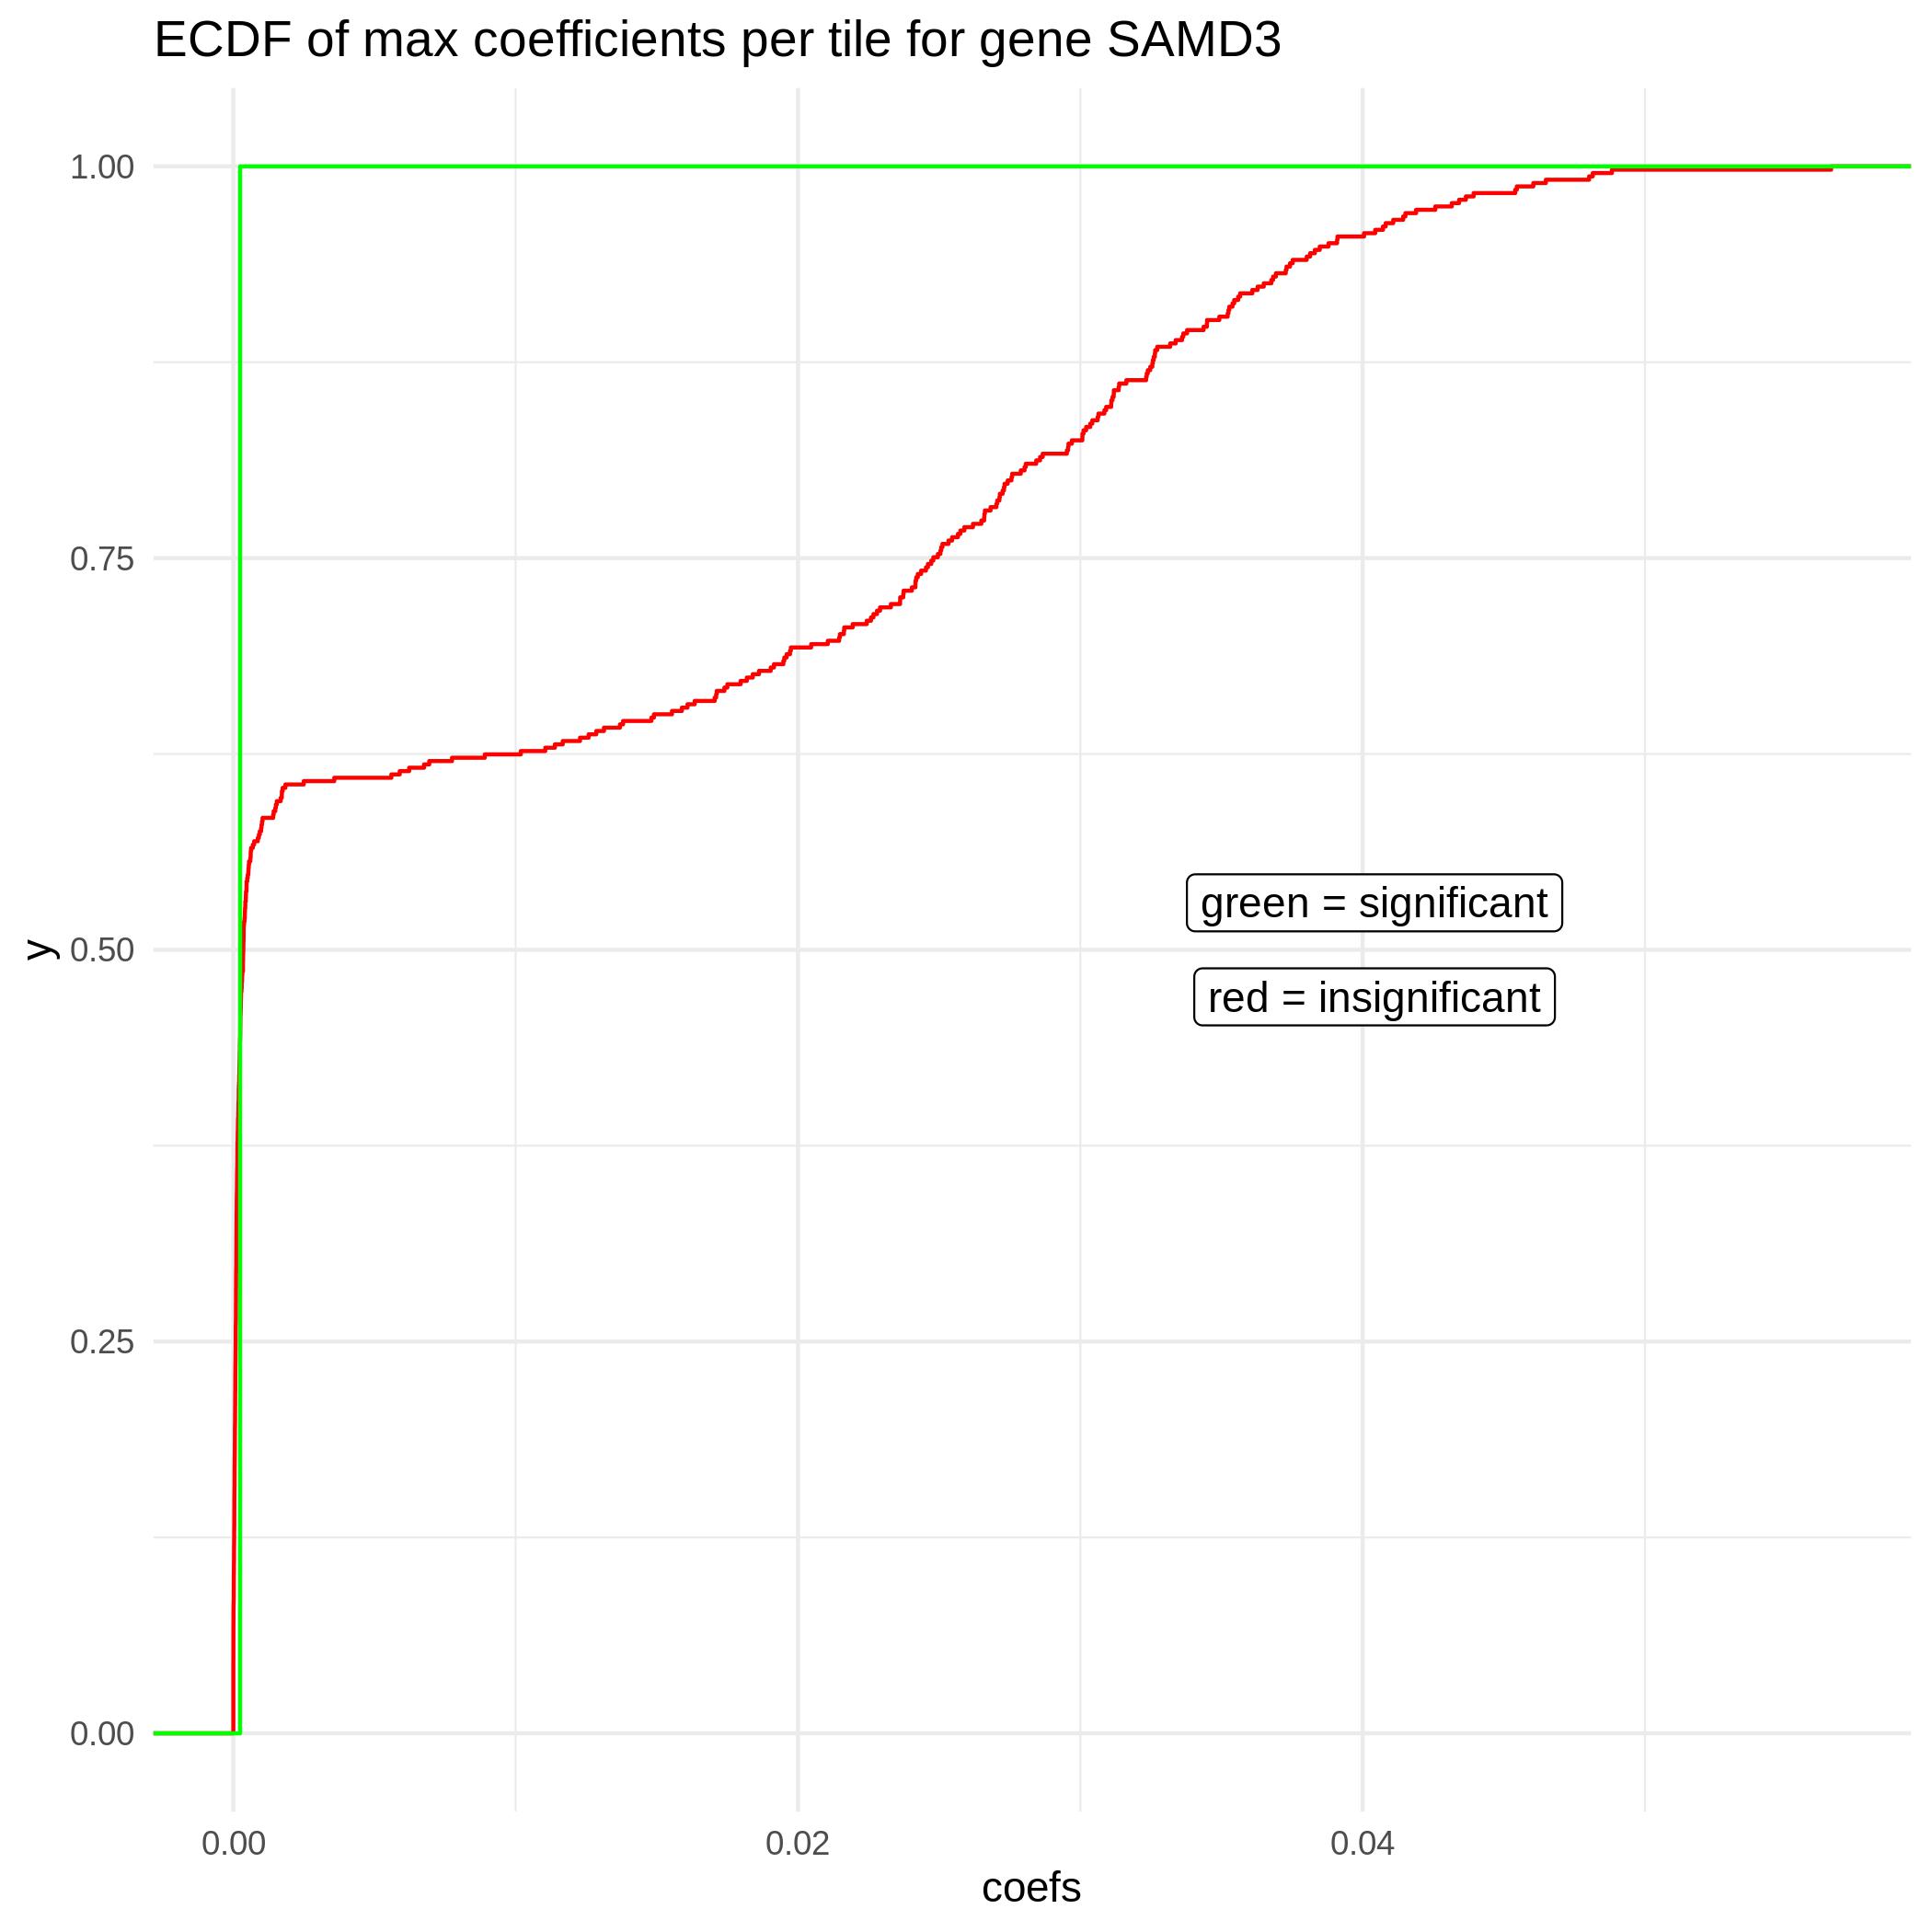 ECDF of max coefficients per tile for gene SAMD3
1.00
0.75
0.50
0.25
0.00
y
green = significant
red = insignificant
0.00 0.02 0.04
coefs